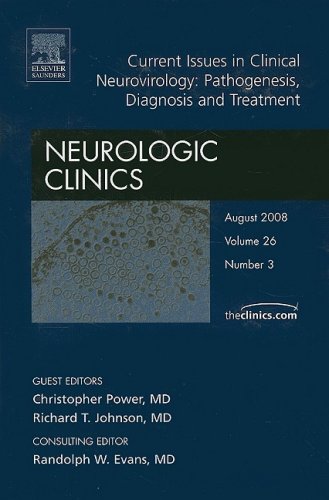 ELSEVIER
SAUNDERS
Current Issues in Clinical
Neurovirology: Pathogenesis,
Diagnosis and Treatment
NEUROLOGIC
CLINICS
August 2008
Volume 26
Number 3
theclinics.com
GUEST EDITORS
Christopher Power, MD
Richard T. Johnson, MD
CONSULTING EDITOR
Randolph W. Evans, MD